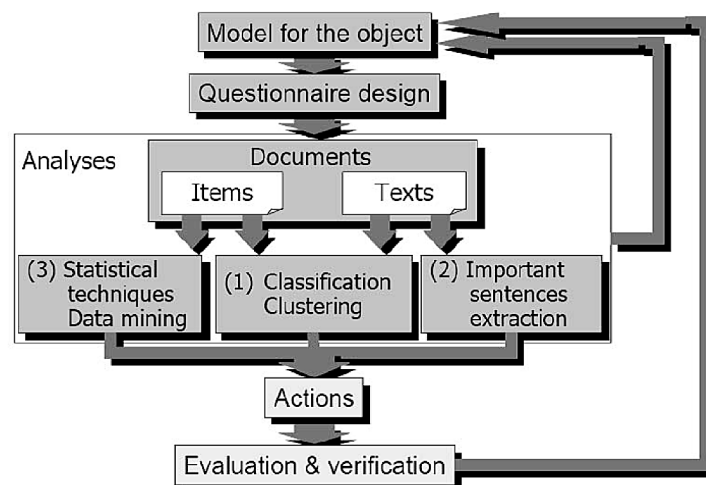 Model for the object
Questionnaire design
Analyses
Documents
Items
Texts
(3) Statistical
techniques
Data mining
(1) Classification
Clustering
(2) Important
sentences
extraction
Actions
Evaluation & verification